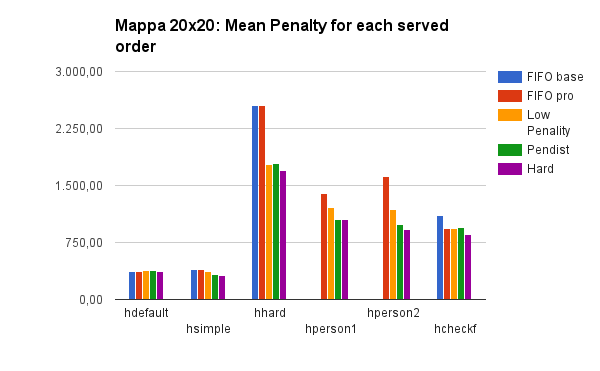 Mappa 20x20: Mean Penalty for each served
order
3.000,00
2.250,00
1.500,00
750,00
0,00
hdefault
hsimple
hhard
hperson1
hperson2
hcheckf
FIFO base
FIFO pro
Low
Penality
Pendist
Hard